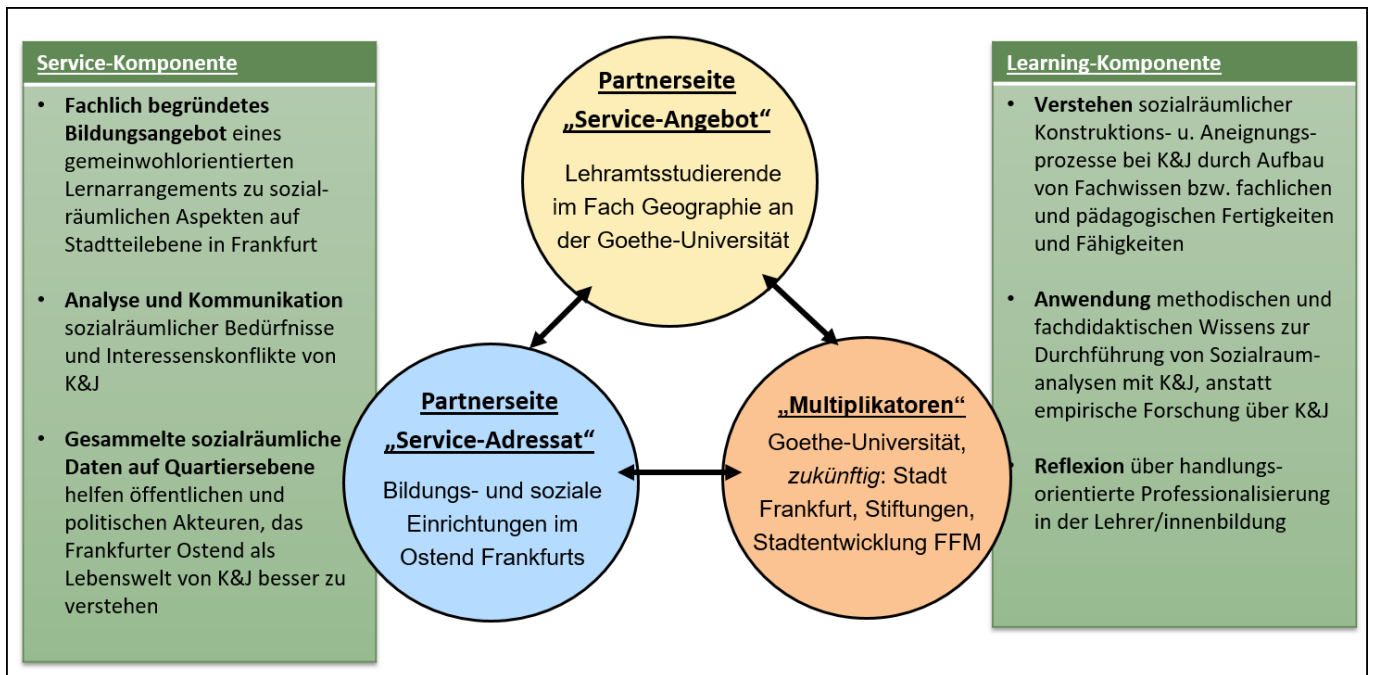 Service-Komponente
• Fachlich begründetes
Bildungsangebot eines
gemeinwohlorientierten
Lernarrangements zu sozial-
räumlichen Aspekten auf
Stadtteilebene in Frankfurt
• Analyse und Kommunikation
sozialräumlicher Bedürfnisse
und Interessenskonflikte von
K&J
• Gesammelte sozialräumliche
Daten auf Quartiersebene
helfen öffentlichen und
politischen Akteuren, das
Frankfurter Ostend als
Lebenswelt von K&J besser zu
verstehen
Partnerseite
„Service-Angebot“
Lehramtsstudierende
im Fach Geographie an
der Goethe-Universität
Partnerseite
„Service-Adressat“
Bildungs- und soziale
Einrichtungen im
Ostend Frankfurts
„Multiplikatoren“
Goethe-Universität,
zukünftig: Stadt
Frankfurt, Stiftungen,
Stadtentwicklung FFM
Learning-Komponente
• Verstehen sozialräumlicher
Konstruktions- u. Aneignungs-
prozesse bei K&J durch Aufbau
von Fachwissen bzw. fachlichen
und pädagogischen Fertigkeiten
und Fähigkeiten
• Anwendung methodischen und
fachdidaktischen Wissens zur
Durchführung von Sozialraum-
analysen mit K&J, anstatt
empirische Forschung über K&J
• Reflexion über handlungs-
orientierte Professionalisierung
in der Lehrer/innenbildung